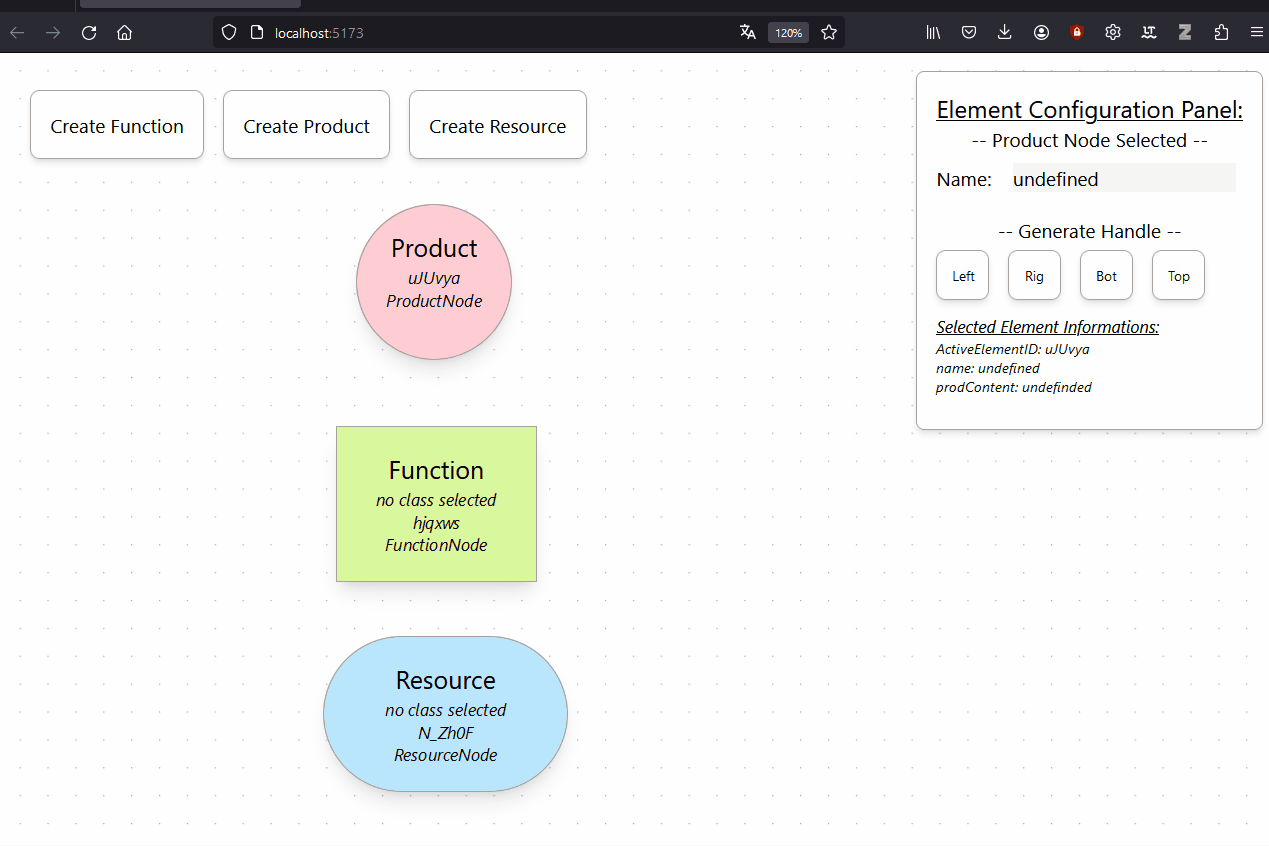 localhost:5173
120%
Create Function
Create Product
Create Resource
Element Configuration Panel:
-- Product Node Selected --
Name: undefined
-- Generate Handle --
Left
Rig
Bot
Top
Selected Element Informations:
ActiveElementID: uJUvya
name: undefined
prodContent: undefinded
Product
uJUvya
ProductNode
Function
no class selected
hjqxws
FunctionNode
Resource
no class selected
N_Zh0F
ResourceNode